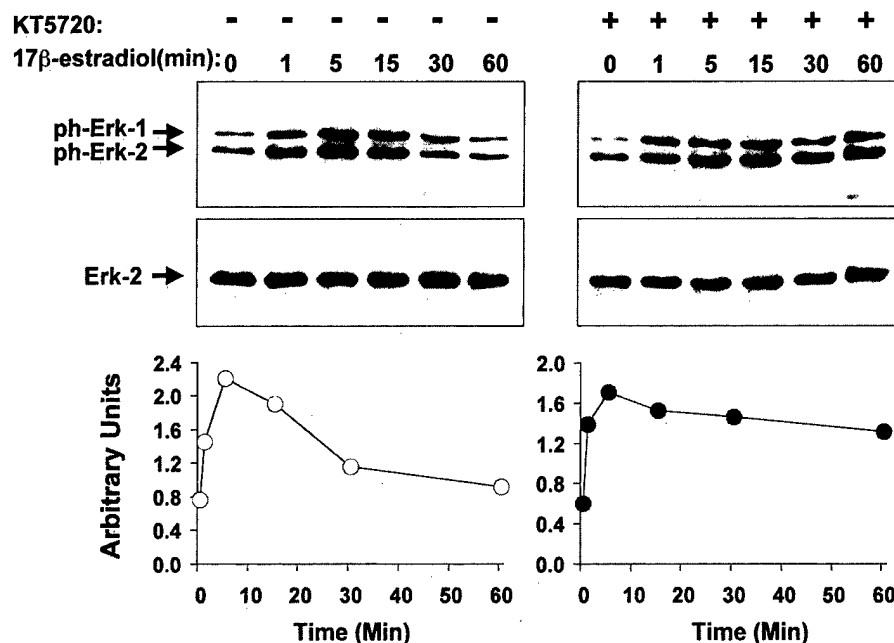 KT5720: - - - - - - + + + + + +
17β-estradiol(min): 0 1 5 15 30 60 0 1 5 15 30 60
ph-Erk-1
ph-Erk-2
Erk-2
Arbitrary Units
2.4
2.0
1.6
1.2
0.8
0.4
0.0
0 10 20 30 40 50 60
Time (Min)
2.0
1.6
1.2
0.8
0.4
0.0
0 10 20 30 40 50 60
Time (Min)